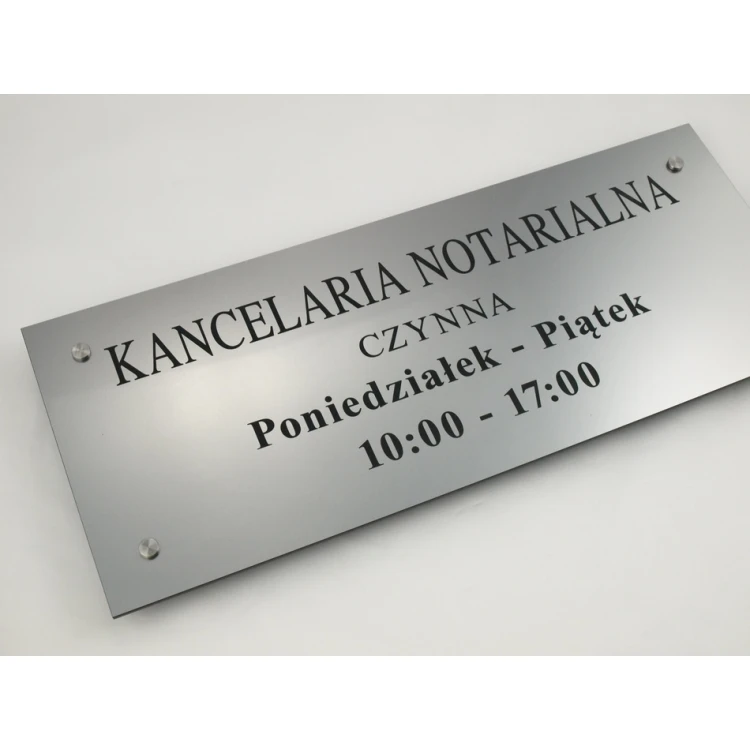 KANCELARIA NOTARIALNA
CZYNNA
Poniedziałek - Piątek
10:00 - 17:00